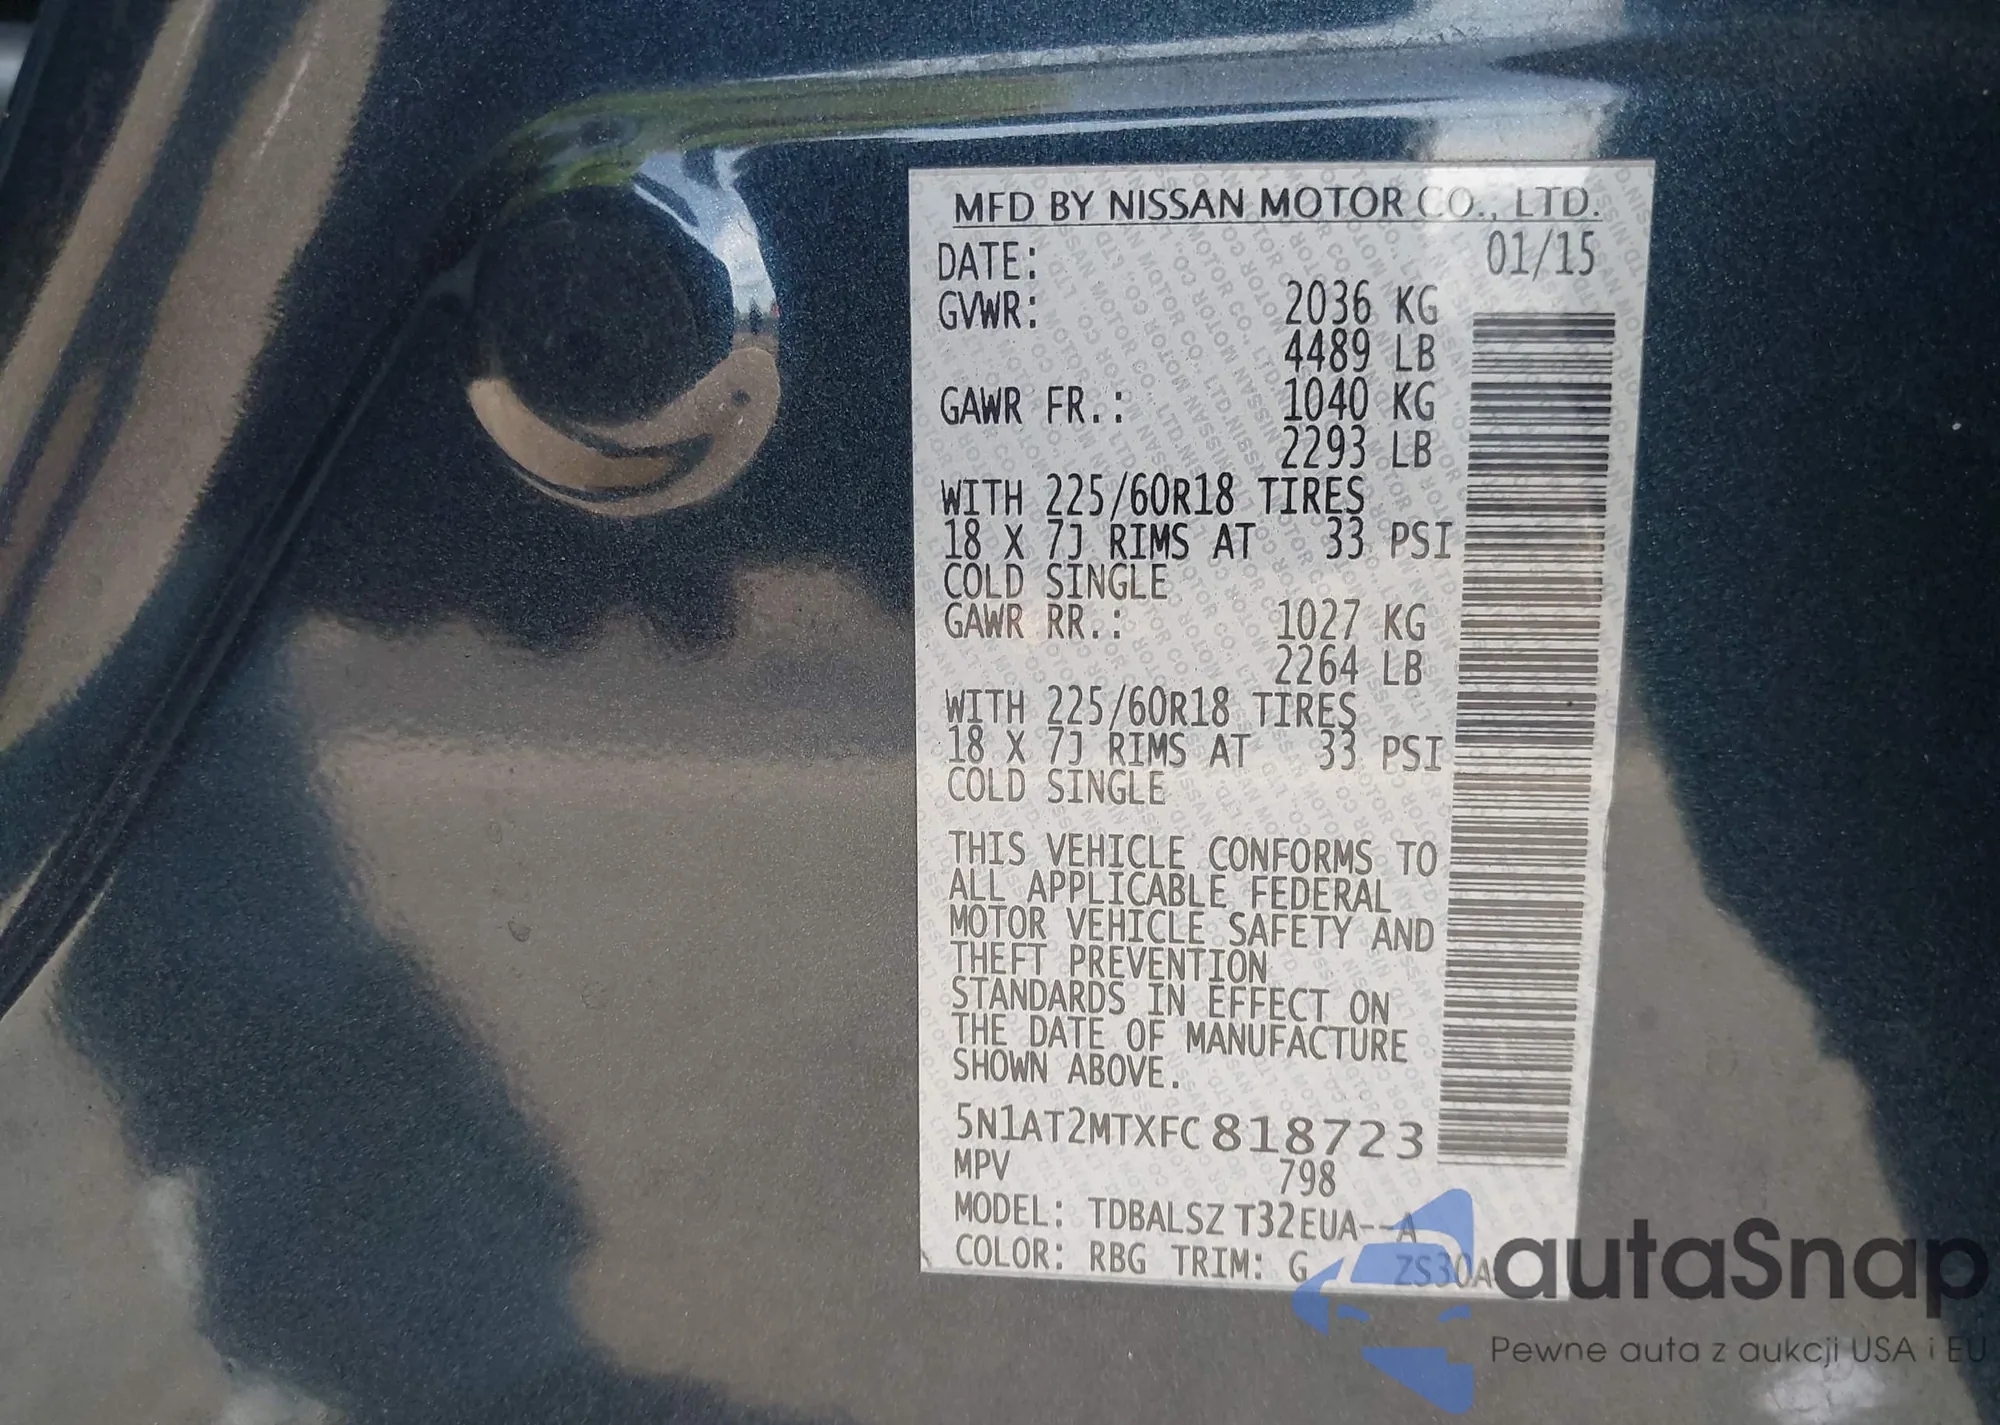 MFD BY NISSAN MOTOR CO., LTD.
DATE: 01/15
GVWR: 2036 KG
4489 LB
GAWR FR.: 1040 KG
2293 LB
WITH 225/60R18 TIRES
18 X 7J RIMS AT 33 PSI
COLD SINGLE
GAWR RR.: 1027 KG
2264 LB
WITH 225/60R18 TIRES
18 X 7J RIMS AT 33 PSI
COLD SINGLE
THIS VEHICLE CONFORMS TO
ALL APPLICABLE FEDERAL
MOTOR VEHICLE SAFETY AND
THEFT PREVENTION
STANDARDS IN EFFECT ON
THE DATE OF MANUFACTURE
SHOWN ABOVE.
5N1AT2MTXFC818723
MPV 798
MODEL: TDBALSZ T32EUA--A
COLOR: RBG TRIM: G ZS30A
autaSnap
Pewne auta z aukcji USA i EU